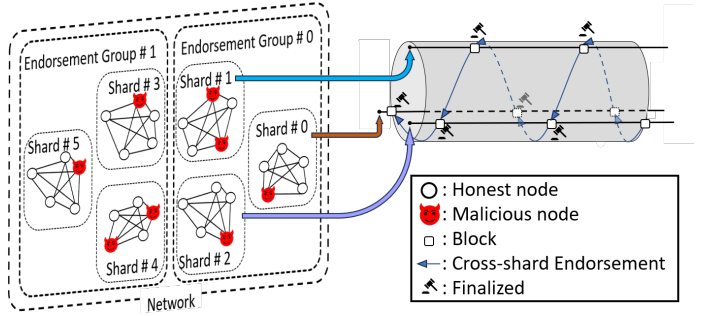 Endorsement Group # 1
Endorsement Group # 0
Shard # 3
Shard # 1
Shard # 5
Shard # 0
Shard # 4
Shard # 2
Network
: Honest node
: Malicious node
: Block
: Cross-shard Endorsement
: Finalized